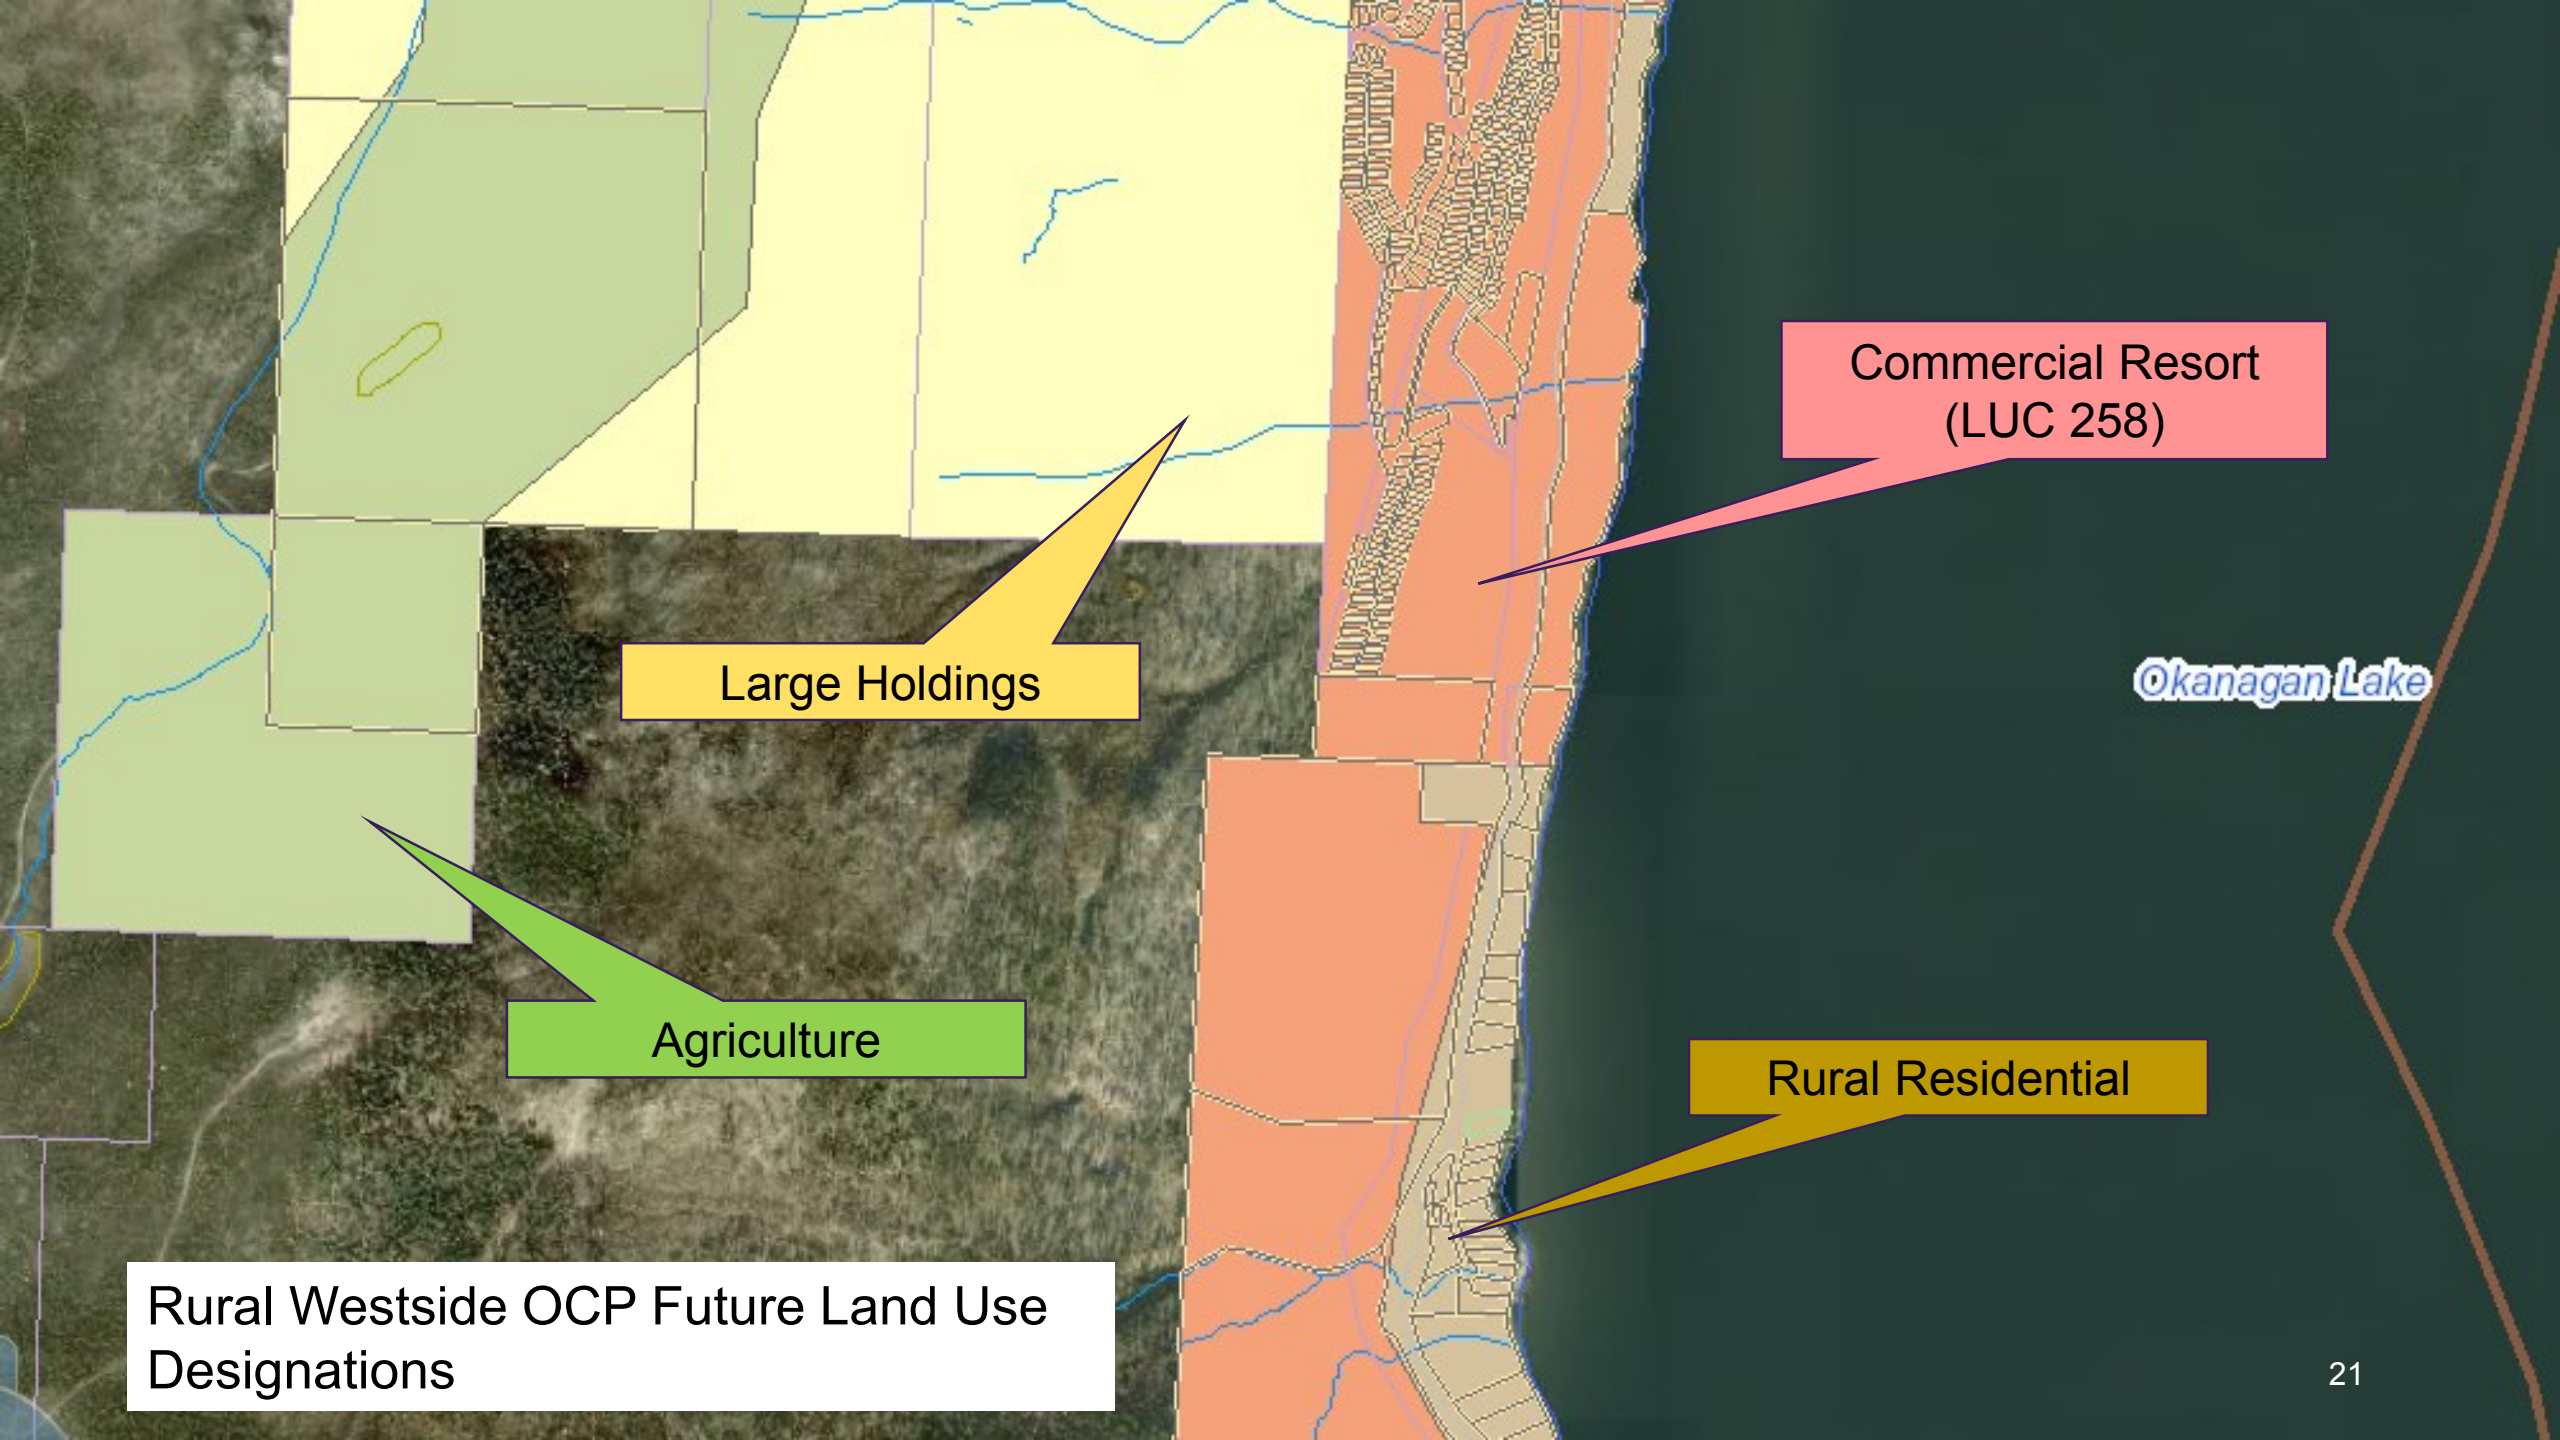 Commercial Resort
(LUC 258)
Large Holdings
Okanagan Lake
Agriculture
Rural Residential
Rural Westside OCP Future Land Use
Designations
21